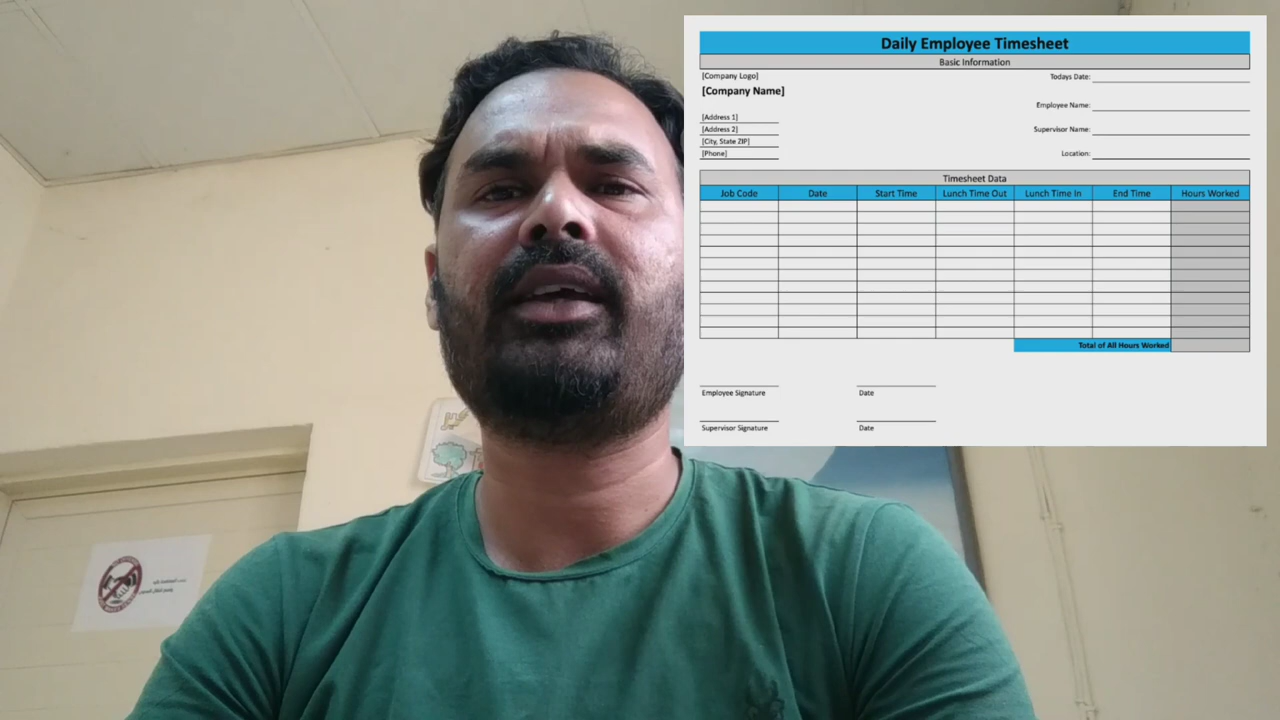 Daily Employee Timesheet
Basic Information
[Company Logo]
Todays Date:
[Company Name]
Employee Name:
[Address 1]
[Address 2]
Supervisor Name:
[City, State ZIP]
[Phone]
Location:
Timesheet Data
Job Code Date Start Time Lunch Time Out Lunch Time In End Time Hours Worked
Total of All Hours Worked
Employee Signature Date
Supervisor Signature Date